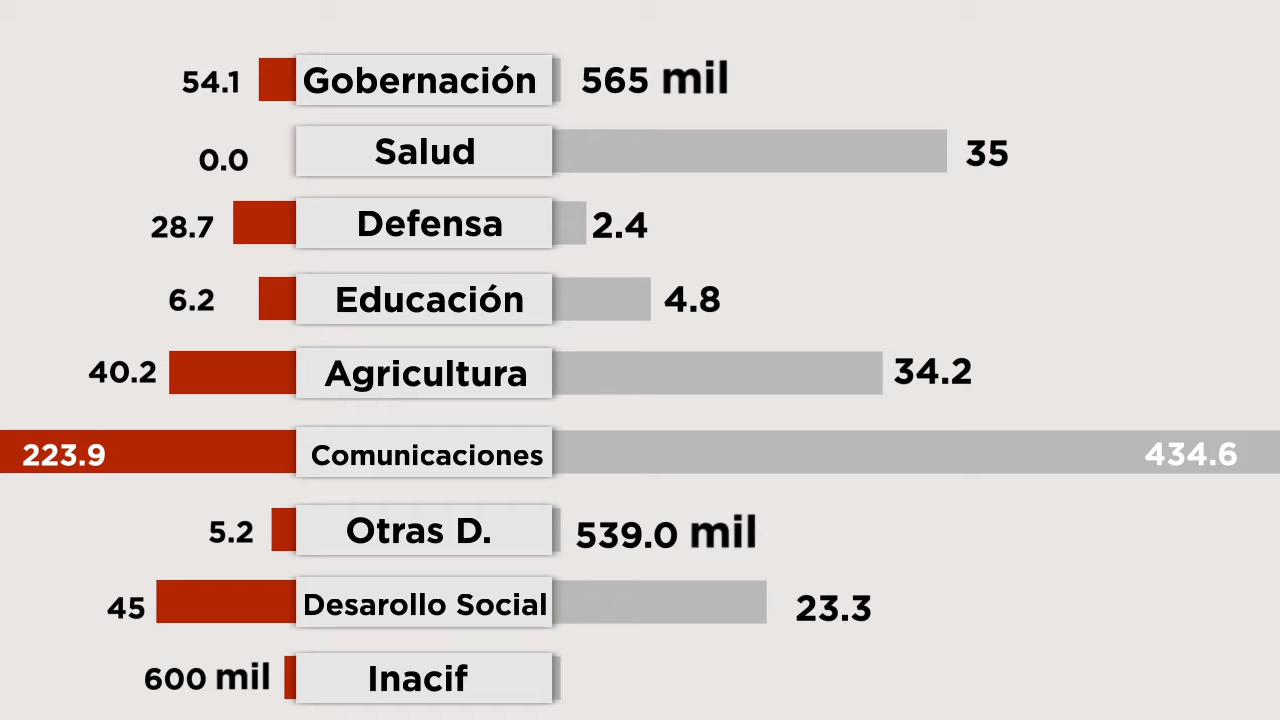 54.1 Gobernación 565 mil
0.0 Salud 35
28.7 Defensa 2.4
6.2 Educación 4.8
40.2 Agricultura 34.2
223.9 Comunicaciones 434.6
5.2 Otras D. 539.0 mil
45 Desarollo Social 23.3
600 mil Inacif